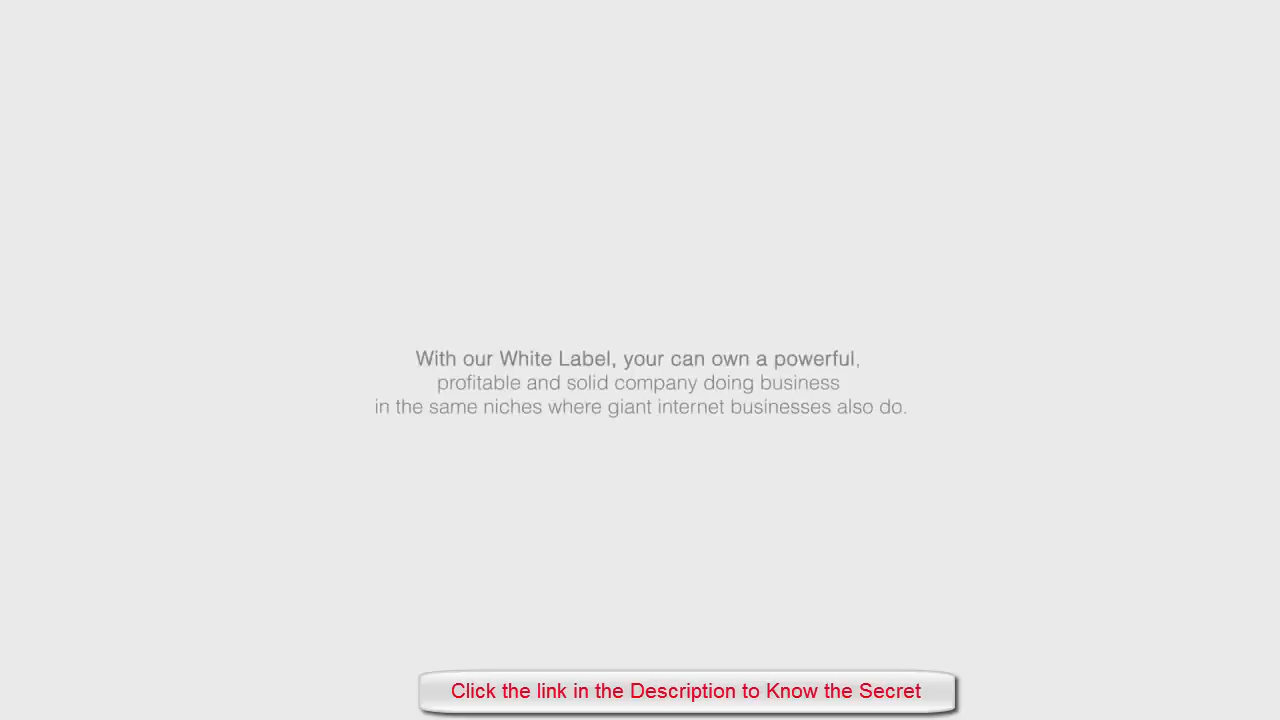 With our White Label, your can own a powerful,
profitable and solid company doing business
in the same niches where giant internet businesses also do.
Click the link in the Description to Know the Secret